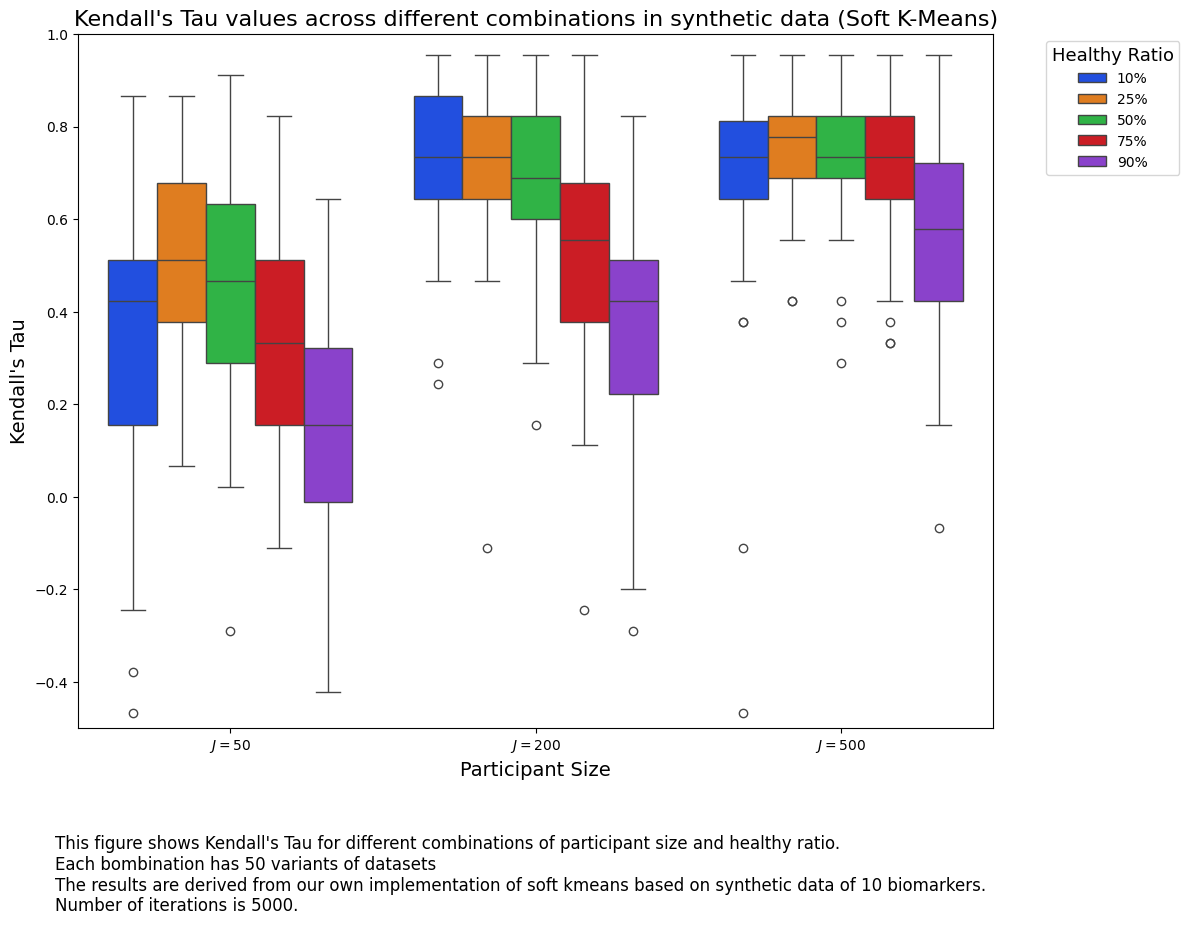 Kendall's Tau values across different combinations in synthetic data (Soft K-Means)
Kendall's Tau
1.0
0.8
0.6
0.4
0.2
0.0
−0.2
−0.4
J = 50
J = 200
J = 500
Participant Size
Healthy Ratio
10%
25%
50%
75%
90%
This figure shows Kendall's Tau for different combinations of participant size and healthy ratio.
Each bombination has 50 variants of datasets
The results are derived from our own implementation of soft kmeans based on synthetic data of 10 biomarkers.
Number of iterations is 5000.